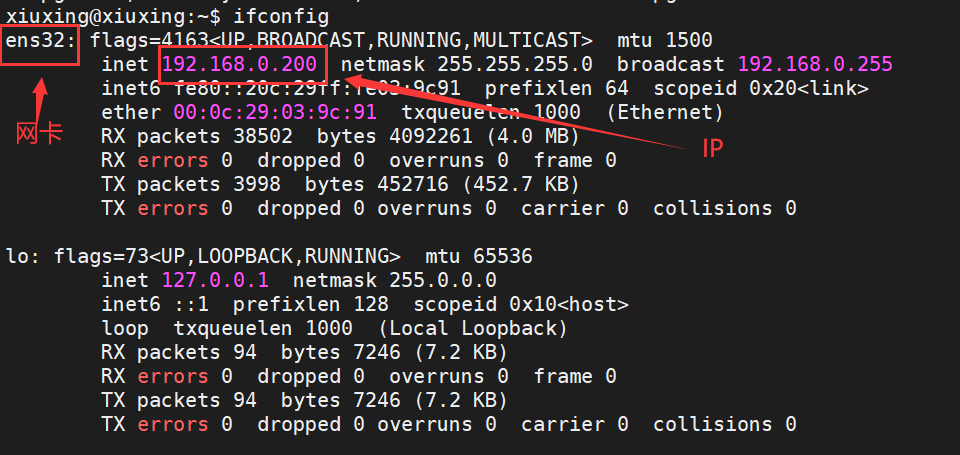 xiuxing@xiuxing:~$ ifconfig
ens32: flags=4163<UP,BROADCAST,RUNNING,MULTICAST>  mtu 1500
inet 192.168.0.200  netmask 255.255.255.0  broadcast 192.168.0.255
inet6 fe80::20c:29ff:fe03:9c91  prefixlen 64  scopeid 0x20<link>
ether 00:0c:29:03:9c:91  txqueuelen 1000  (Ethernet)
网卡
RX packets 38502  bytes 4092261 (4.0 MB)
IP
RX errors 0  dropped 0  overruns 0  frame 0
TX packets 3998  bytes 452716 (452.7 KB)
TX errors 0  dropped 0 overruns 0  carrier 0  collisions 0
lo: flags=73<UP,LOOPBACK,RUNNING>  mtu 65536
inet 127.0.0.1  netmask 255.0.0.0
inet6 ::1  prefixlen 128  scopeid 0x10<host>
loop  txqueuelen 1000  (Local Loopback)
RX packets 94  bytes 7246 (7.2 KB)
RX errors 0  dropped 0  overruns 0  frame 0
TX packets 94  bytes 7246 (7.2 KB)
TX errors 0  dropped 0 overruns 0  carrier 0  collisions 0